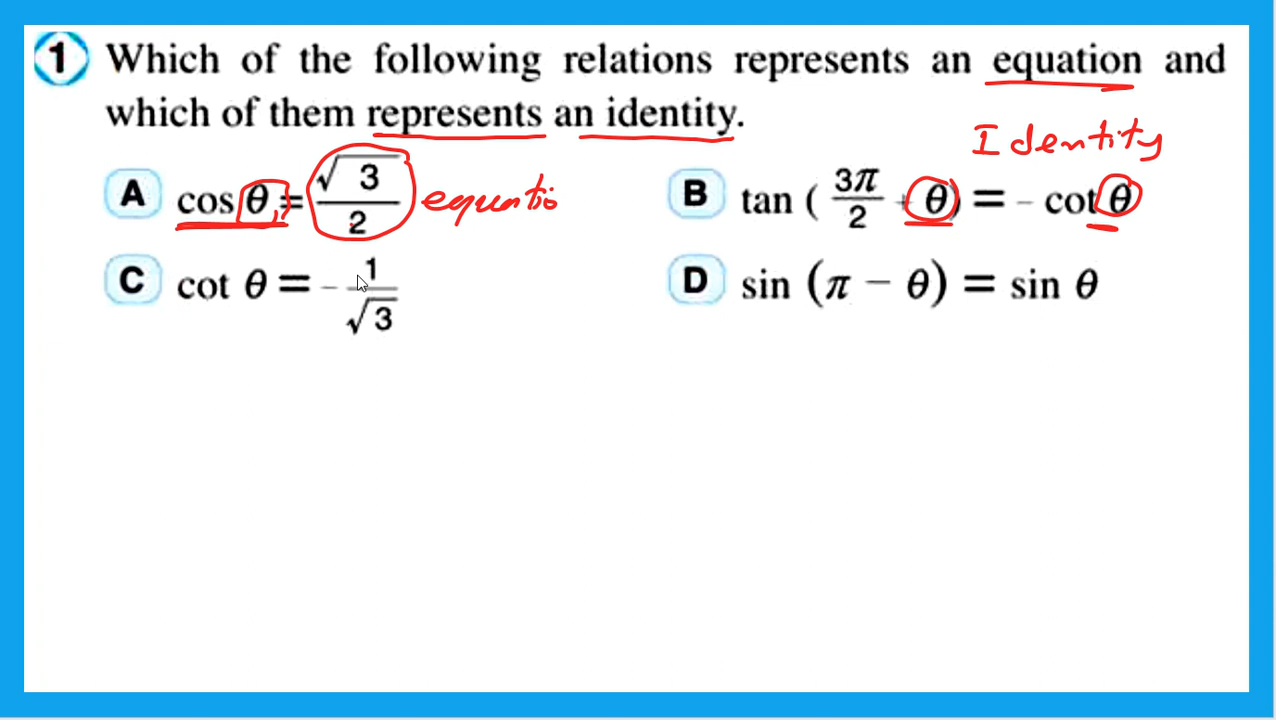 1 Which of the following relations represents an equation and
which of them represents an identity.
Identity
A cos θ = √3/2 equatio
B tan (3π/2 + θ) = - cot θ
C cot θ = - 1/√3
D sin (π − θ) = sin θ